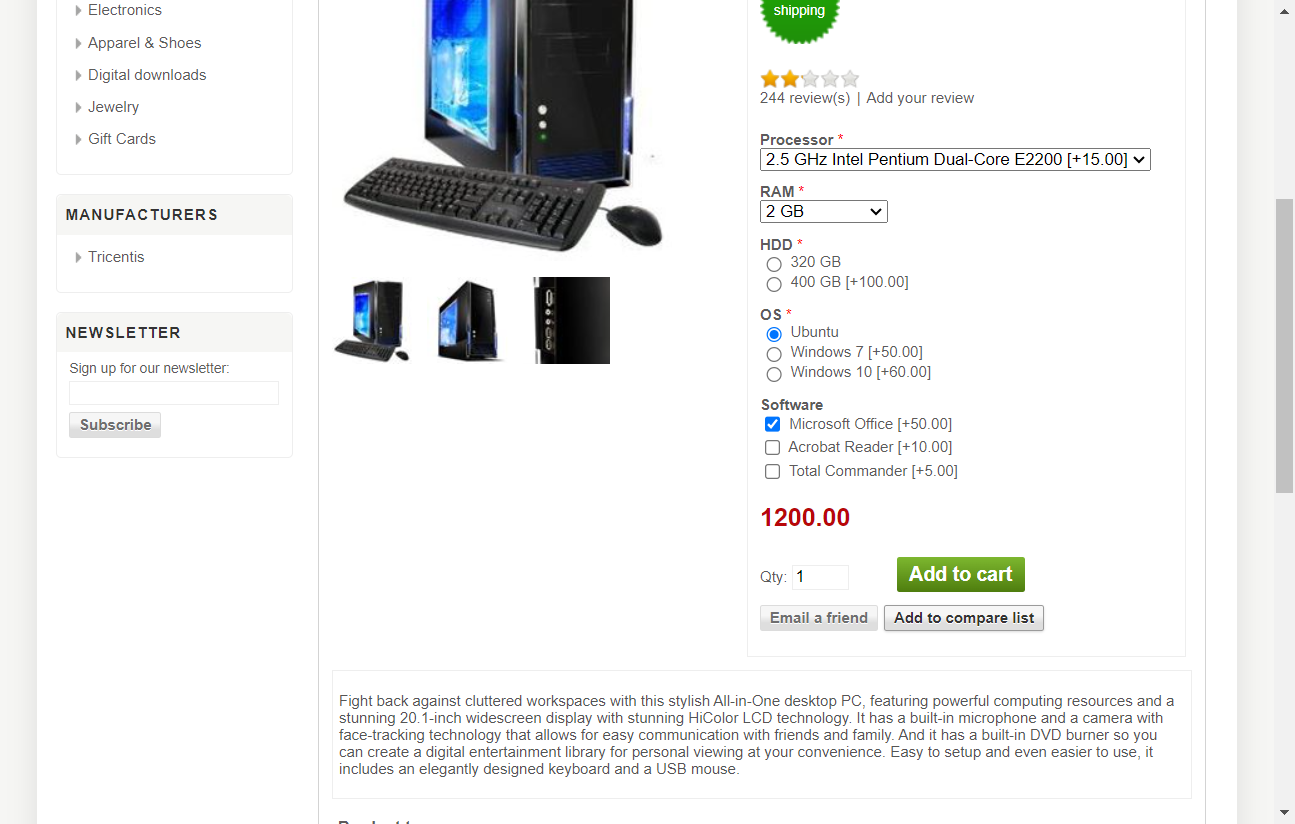 Electronics
Apparel & Shoes
Digital downloads
Jewelry
Gift Cards
MANUFACTURERS
Tricentis
NEWSLETTER
Sign up for our newsletter:
Subscribe
shipping
244 review(s) | Add your review
Processor *
2.5 GHz Intel Pentium Dual-Core E2200 [+15.00]
RAM *
2 GB
HDD *
320 GB
400 GB [+100.00]
OS *
Ubuntu
Windows 7 [+50.00]
Windows 10 [+60.00]
Software
Microsoft Office [+50.00]
Acrobat Reader [+10.00]
Total Commander [+5.00]
1200.00
Qty: 1
Add to cart
Email a friend
Add to compare list
Fight back against cluttered workspaces with this stylish All-in-One desktop PC, featuring powerful computing resources and a
stunning 20.1-inch widescreen display with stunning HiColor LCD technology. It has a built-in microphone and a camera with
face-tracking technology that allows for easy communication with friends and family. And it has a built-in DVD burner so you
can create a digital entertainment library for personal viewing at your convenience. Easy to setup and even easier to use, it
includes an elegantly designed keyboard and a USB mouse.